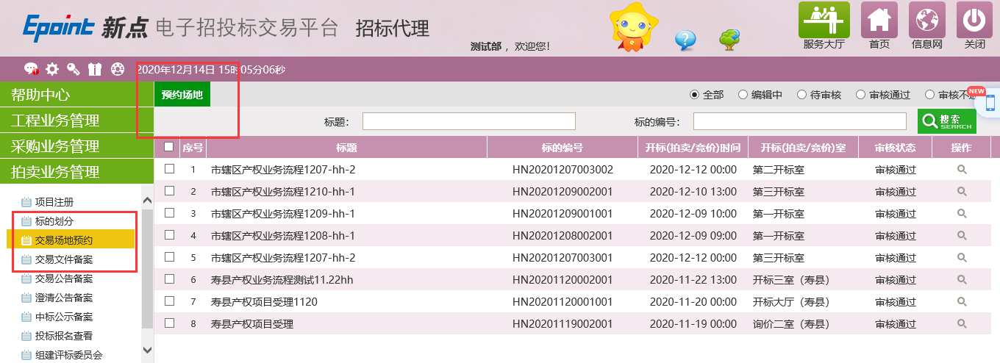 Epoint 新点 电子招投标交易平台 招标代理
测试部 ，欢迎您！
服务大厅 首页 信息网 关闭
2020年12月14日 15时05分06秒
帮助中心
工程业务管理
采购业务管理
拍卖业务管理
项目注册
标的划分
交易场地预约
交易文件备案
交易公告备案
澄清公告备案
中标公示备案
投标报名查看
组建评标委员会
预约场地
全部 编辑中 待审核 审核通过 审核不
NEW
标题： 标的编号： 搜索 SEARCH
序号 标题 标的编号 开标(拍卖/竞价)时间 开标(拍卖/竞价)室 审核状态 操作
1 市辖区产权业务流程1207-hh-2 HN20201207003002 2020-12-12 00:00 第二开标室 审核通过
2 市辖区产权业务流程1210-hh-1 HN20201209002001 2020-12-10 13:00 第三开标室 审核通过
3 市辖区产权业务流程1209-hh-1 HN20201209001001 2020-12-09 10:00 第一开标室 审核通过
4 市辖区产权业务流程1208-hh-1 HN20201208002001 2020-12-09 09:00 第一开标室 审核通过
5 市辖区产权业务流程1207-hh-2 HN20201207003001 2020-12-12 00:00 第三开标室 审核通过
6 寿县产权业务流程测试11.22hh HN20201120002001 2020-11-22 13:00 开标三室（寿县） 审核通过
7 寿县产权项目受理1120 HN20201120001001 2020-11-20 00:00 开标大厅（寿县） 审核通过
8 寿县产权项目受理 HN20201119002001 2020-11-19 00:00 询价二室（寿县） 审核通过